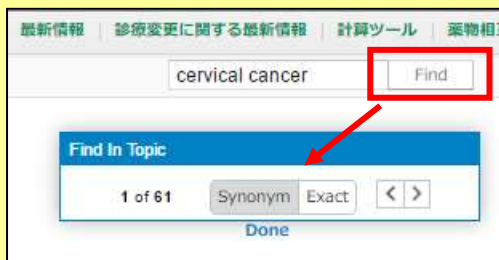 最新情報 診療変更に関する最新情報 計算ツール 薬物相
cervical cancer Find
Find In Topic
1 of 61 Synonym Exact < >
Done